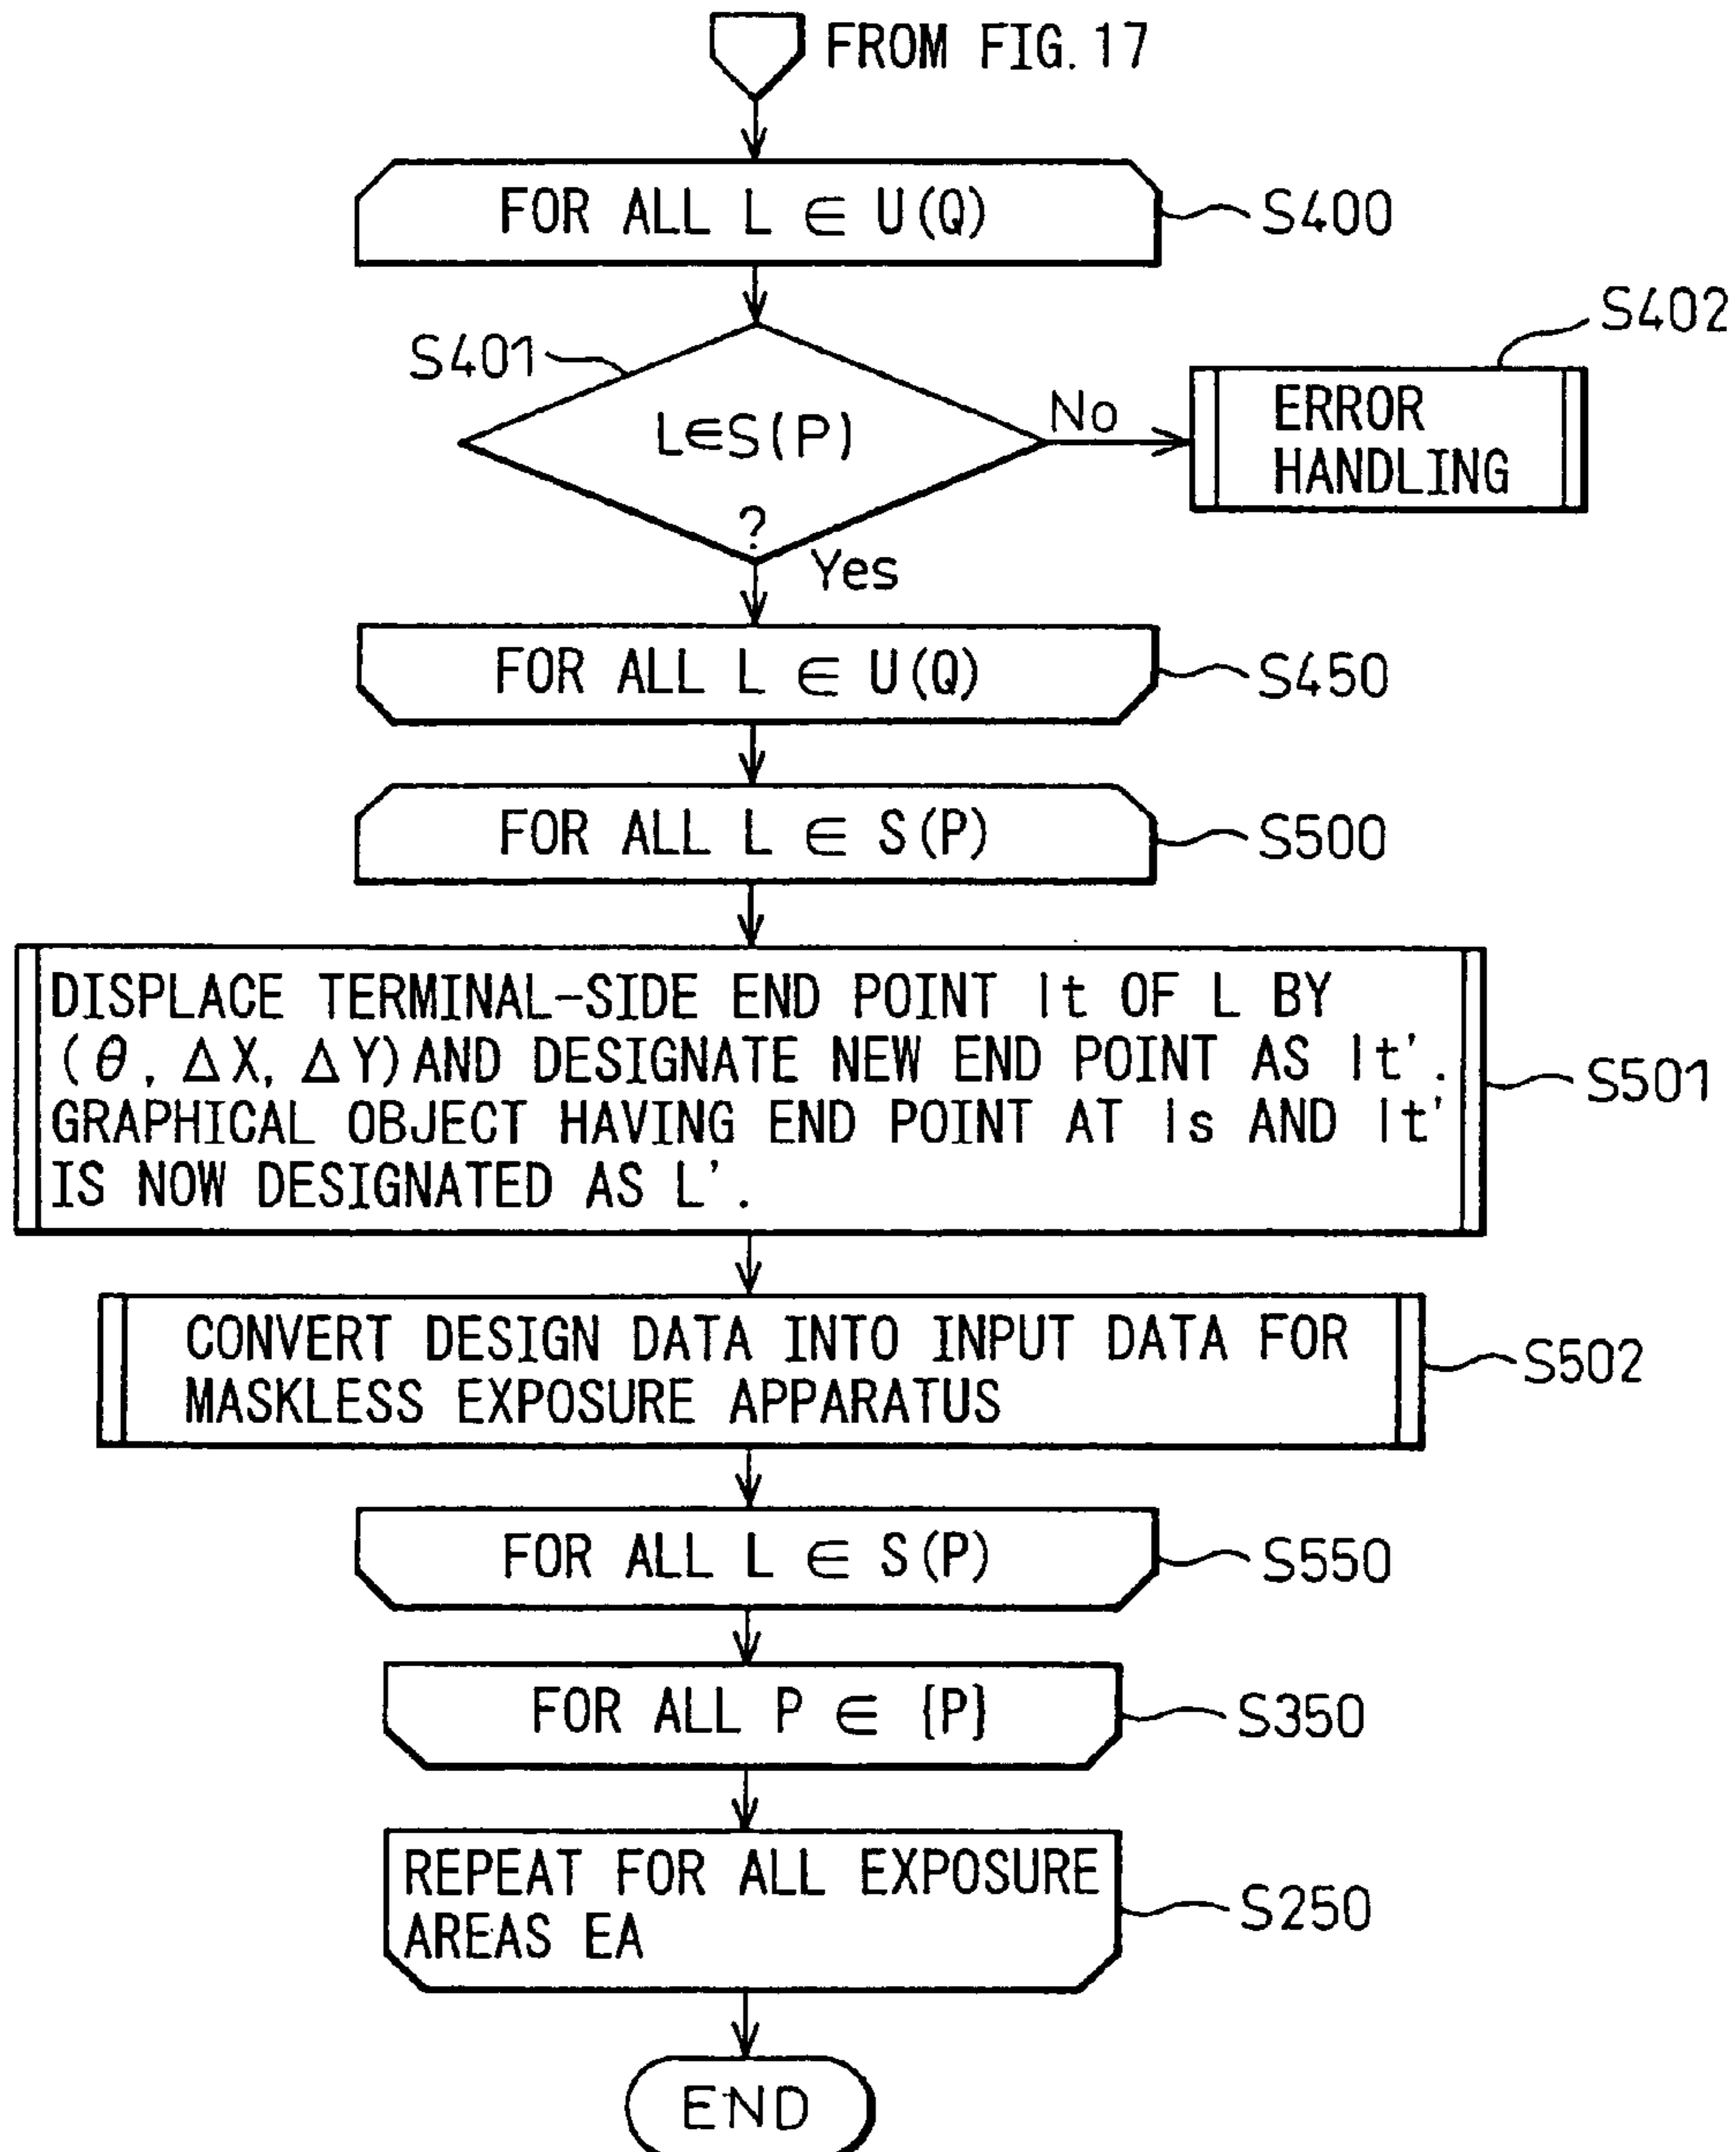 FROM FIG. 17
FOR ALL L ∈ U(Q)
S400
S402
S401
L∈S(P)
?
No
ERROR
HANDLING
Yes
FOR ALL L ∈ U(Q)
S450
FOR ALL L ∈ S(P)
S500
DISPLACE TERMINAL-SIDE END POINT lt OF L BY
(θ, ΔX, ΔY) AND DESIGNATE NEW END POINT AS lt'.
GRAPHICAL OBJECT HAVING END POINT AT ls AND lt'
IS NOW DESIGNATED AS L'.
S501
CONVERT DESIGN DATA INTO INPUT DATA FOR
MASKLESS EXPOSURE APPARATUS
S502
FOR ALL L ∈ S(P)
S550
FOR ALL P ∈ {P}
S350
REPEAT FOR ALL EXPOSURE
AREAS EA
S250
END